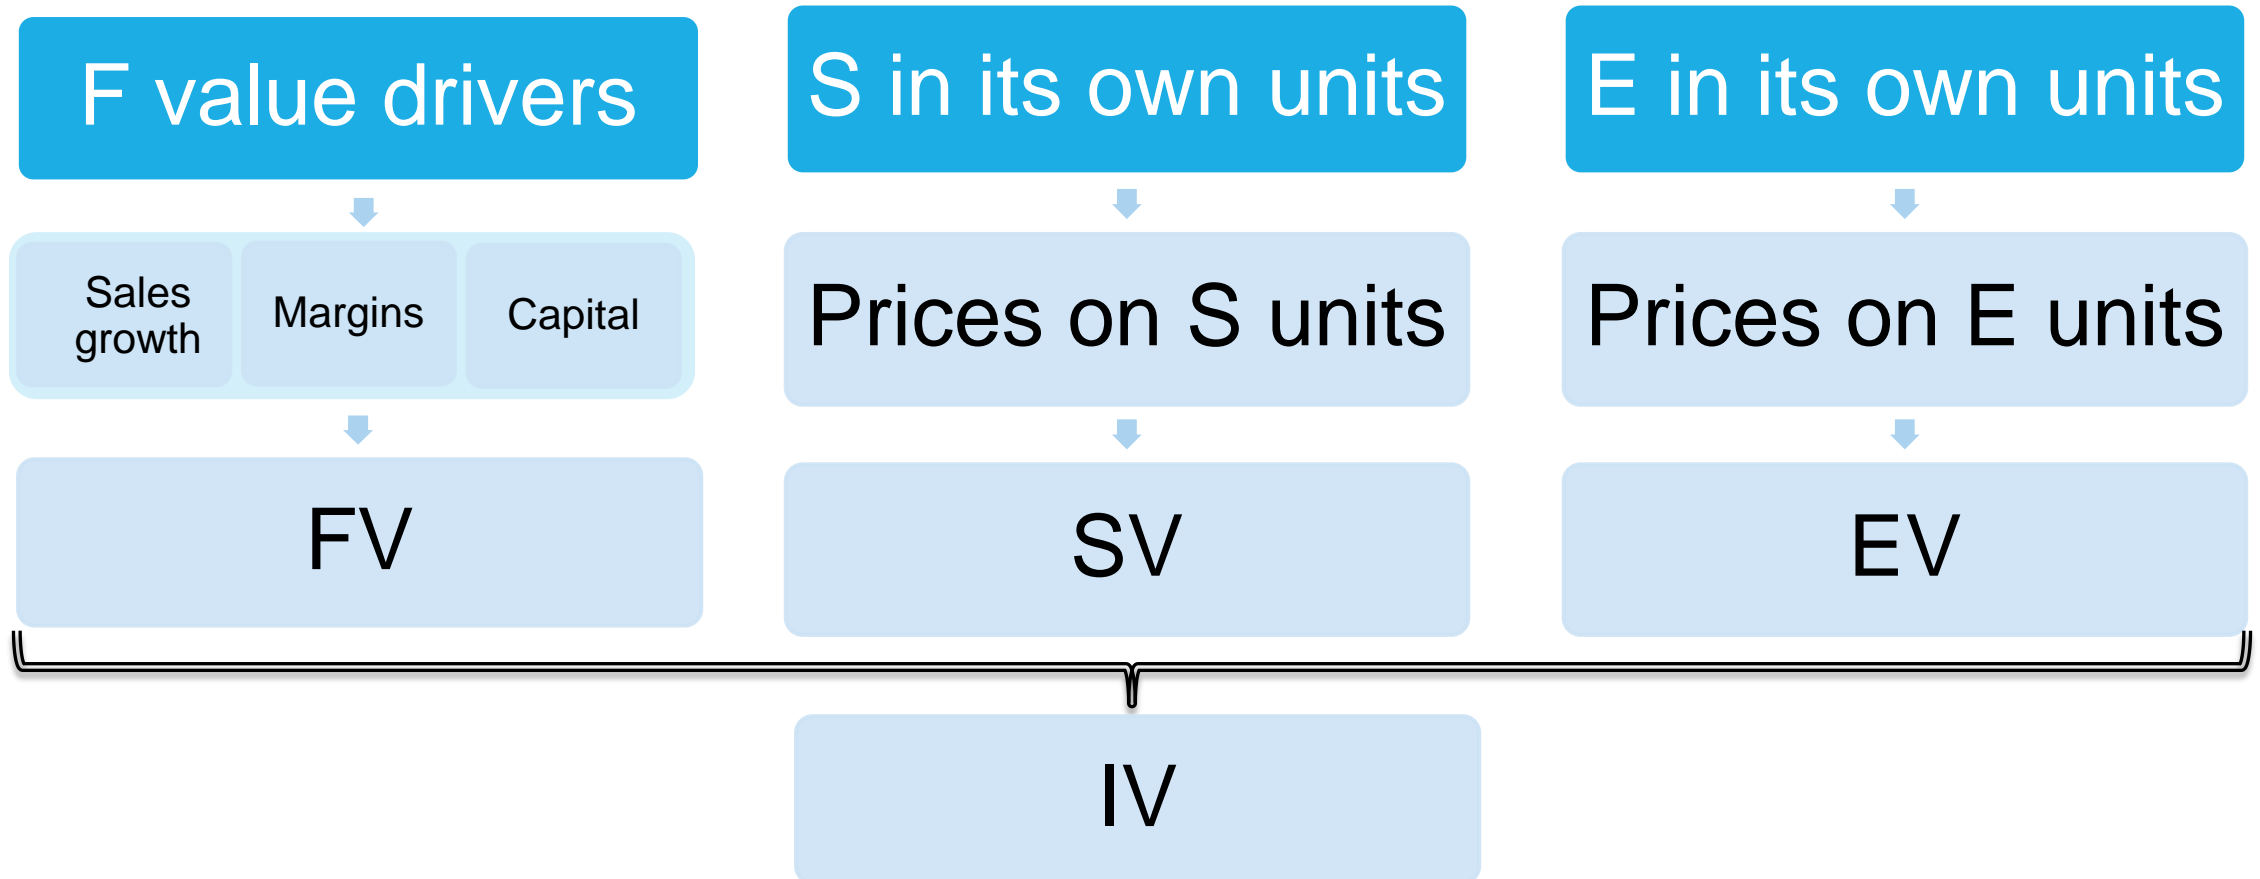 F value drivers
S in its own units
E in its own units
Sales
growth
Margins
Capital
Prices on S units
Prices on E units
FV
SV
EV
IV